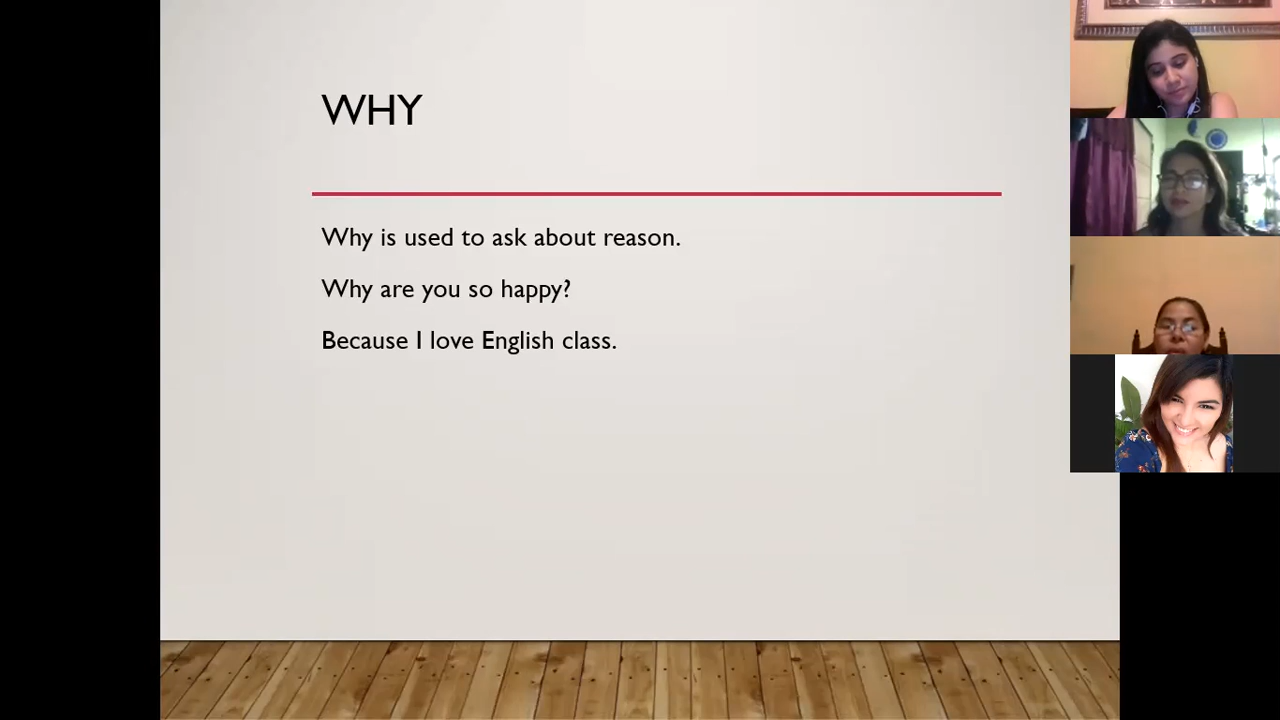 WHY
Why is used to ask about reason.
Why are you so happy?
Because I love English class.